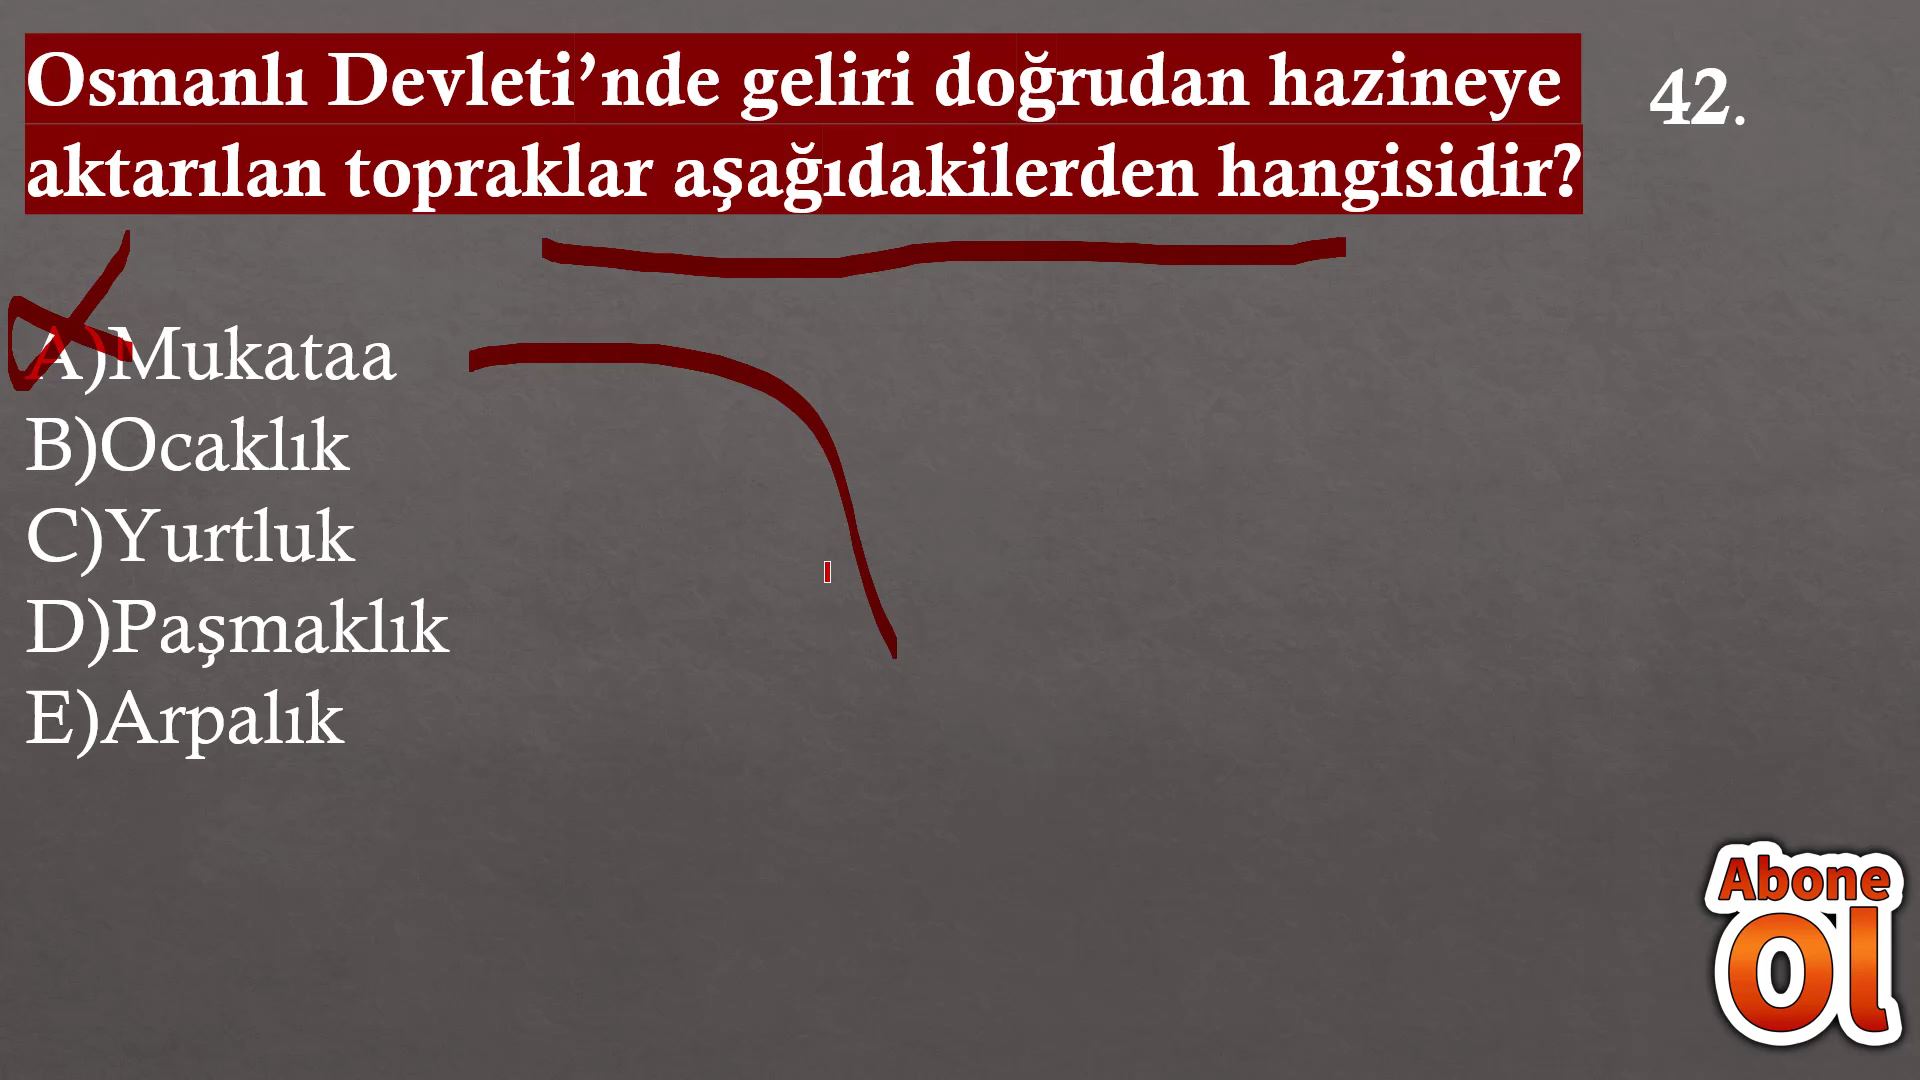 Osmanlı Devleti’nde geliri doğrudan hazineye
aktarılan topraklar aşağıdakilerden hangisidir?
42.
A)Mukataa
B)Ocaklık
C)Yurtluk
D)Paşmaklık
E)Arpalık
Abone
Ol